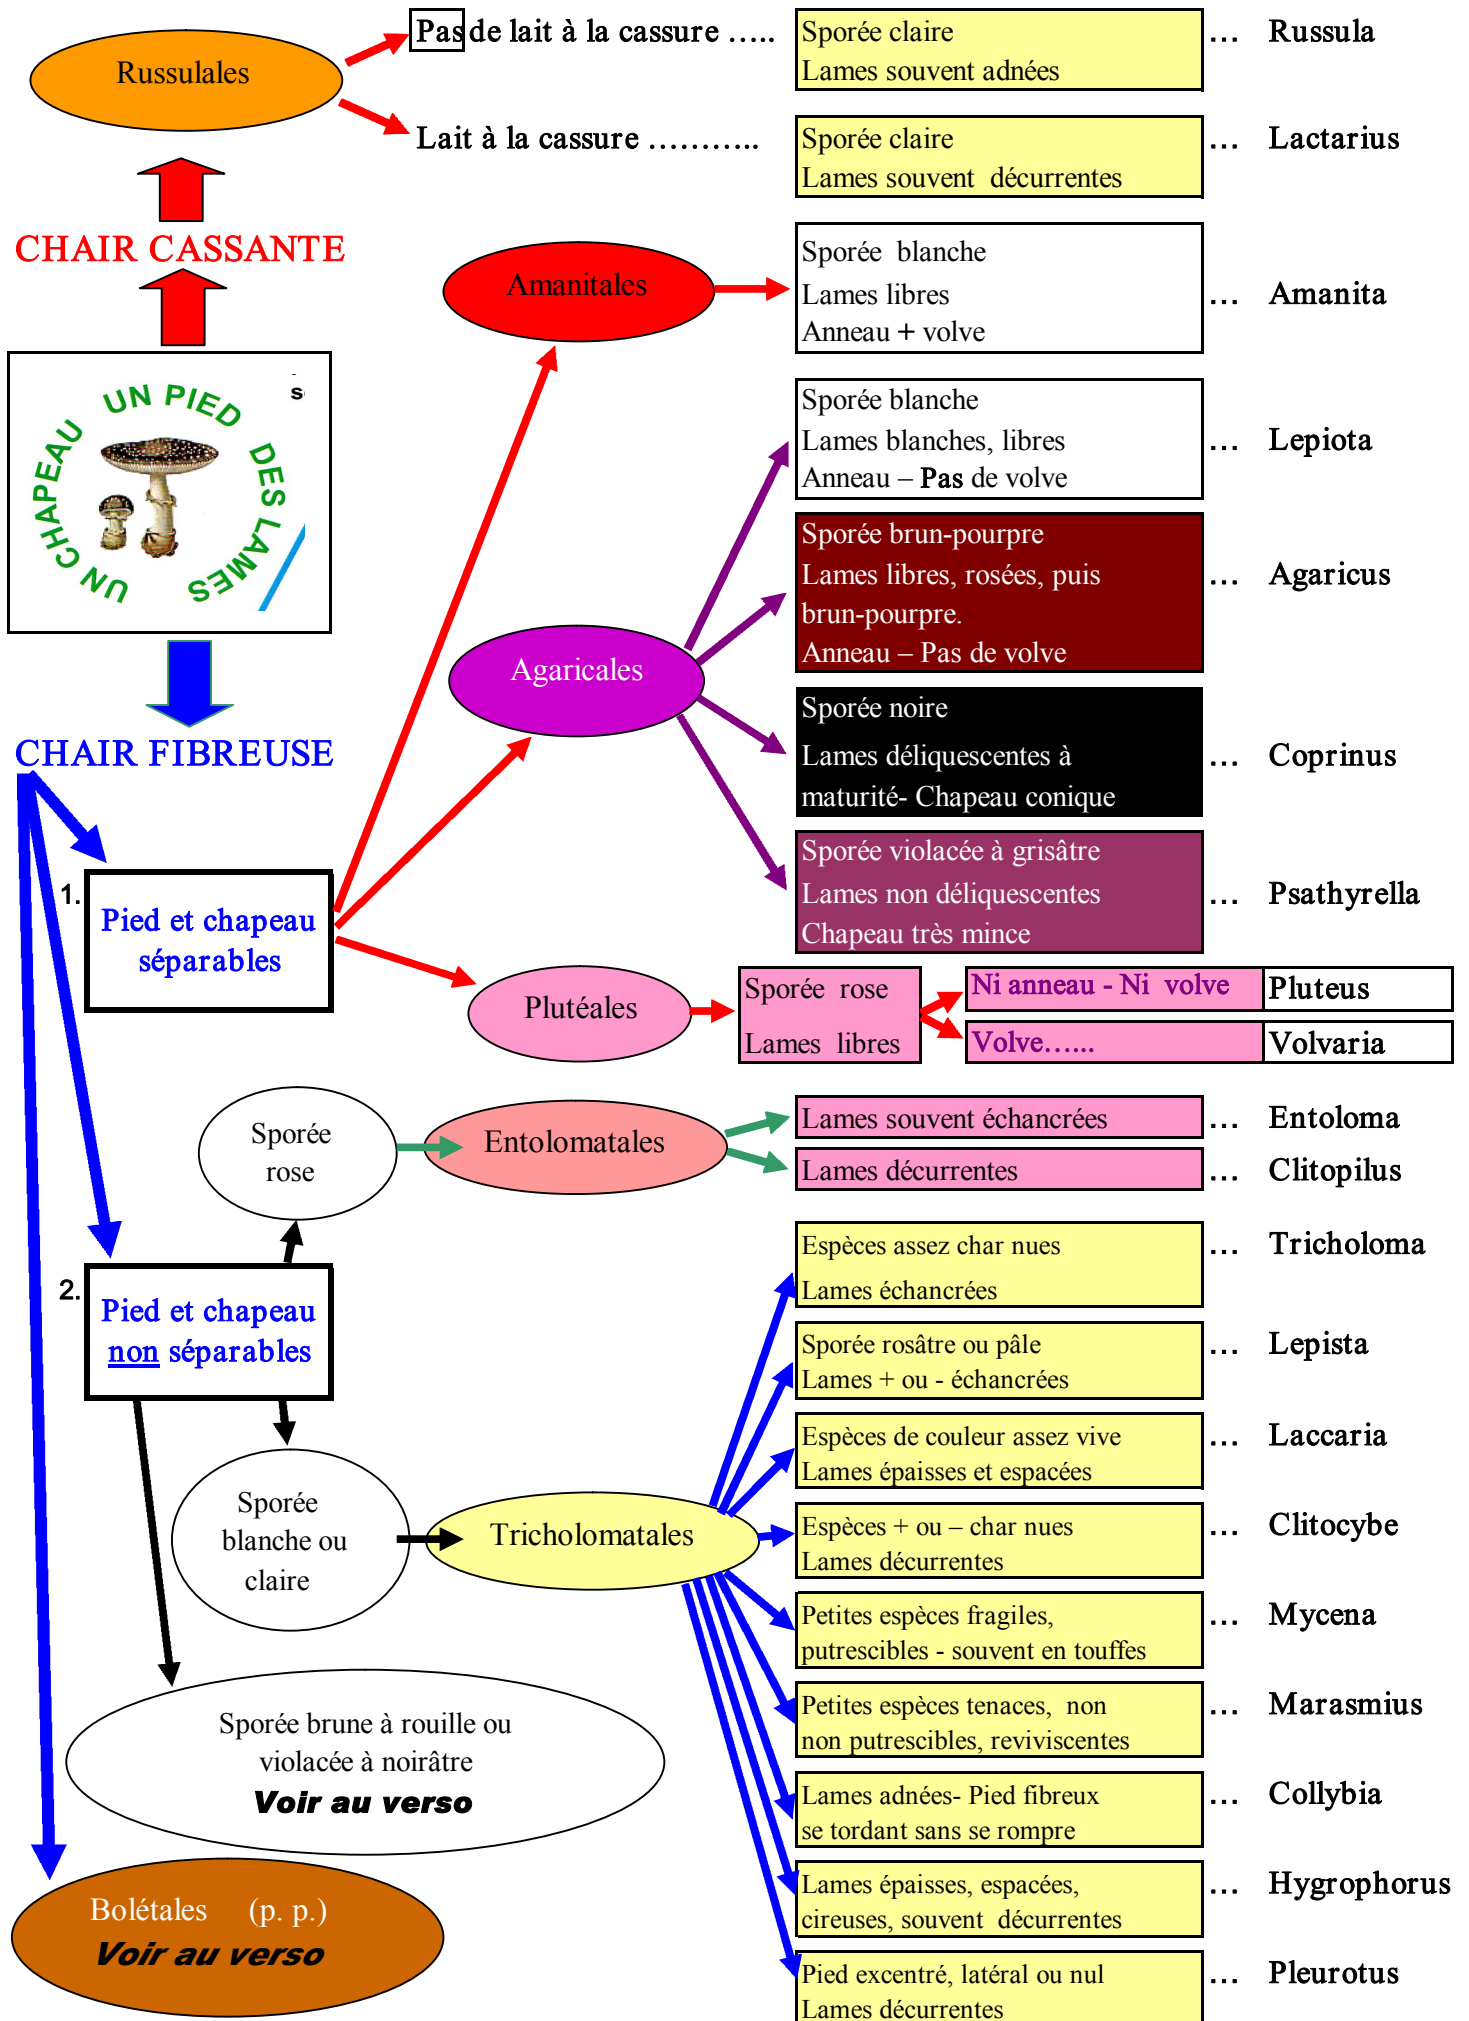 Russulales
Pas de lait à la cassure …..
Sporée claire
Lames souvent adnées
… Russula
Lait à la cassure ………..
Sporée claire
Lames souvent décurrentes
… Lactarius
CHAIR CASSANTE
UN CHAPEAU UN PIED DES LAMES
CHAIR FIBREUSE
1. Pied et chapeau
séparables
Amanitales
Sporée blanche
Lames libres
Anneau + volve
… Amanita
Agaricales
Sporée blanche
Lames blanches, libres
Anneau – Pas de volve
… Lepiota
Sporée brun-pourpre
Lames libres, rosées, puis
brun-pourpre.
Anneau – Pas de volve
… Agaricus
Sporée noire
Lames déliquescentes à
maturité- Chapeau conique
… Coprinus
Sporée violacée à grisâtre
Lames non déliquescentes
Chapeau très mince
… Psathyrella
Plutéales
Sporée rose
Lames libres
Ni anneau - Ni volve
Pluteus
Volve…...
Volvaria
2. Pied et chapeau
non séparables
Sporée
rose
Entolomatales
Lames souvent échancrées
… Entoloma
Lames décurrentes
… Clitopilus
Sporée
blanche ou
claire
Tricholomatales
Espèces assez char nues
Lames échancrées
… Tricholoma
Sporée rosâtre ou pâle
Lames + ou - échancrées
… Lepista
Espèces de couleur assez vive
Lames épaisses et espacées
… Laccaria
Espèces + ou – char nues
Lames décurrentes
… Clitocybe
Petites espèces fragiles,
putrescibles - souvent en touffes
… Mycena
Petites espèces tenaces, non
non putrescibles, reviviscentes
… Marasmius
Lames adnées- Pied fibreux
se tordant sans se rompre
… Collybia
Lames épaisses, espacées,
cireuses, souvent décurrentes
… Hygrophorus
Pied excentré, latéral ou nul
Lames décurrentes
… Pleurotus
Sporée brune à rouille ou
violacée à noirâtre
Voir au verso
Bolétales (p. p.)
Voir au verso